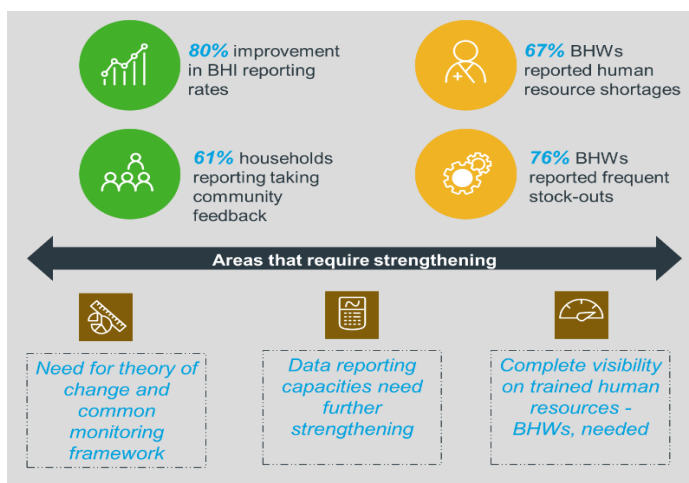 80% improvement
in BHI reporting
rates
67% BHWs
reported human
resource shortages
61% households
reporting taking
community
feedback
76% BHWs
reported frequent
stock-outs
Areas that require strengthening
Need for theory of
change and
common
monitoring
framework
Data reporting
capacities need
further
strengthening
Complete visibility
on trained human
resources -
BHWs, needed